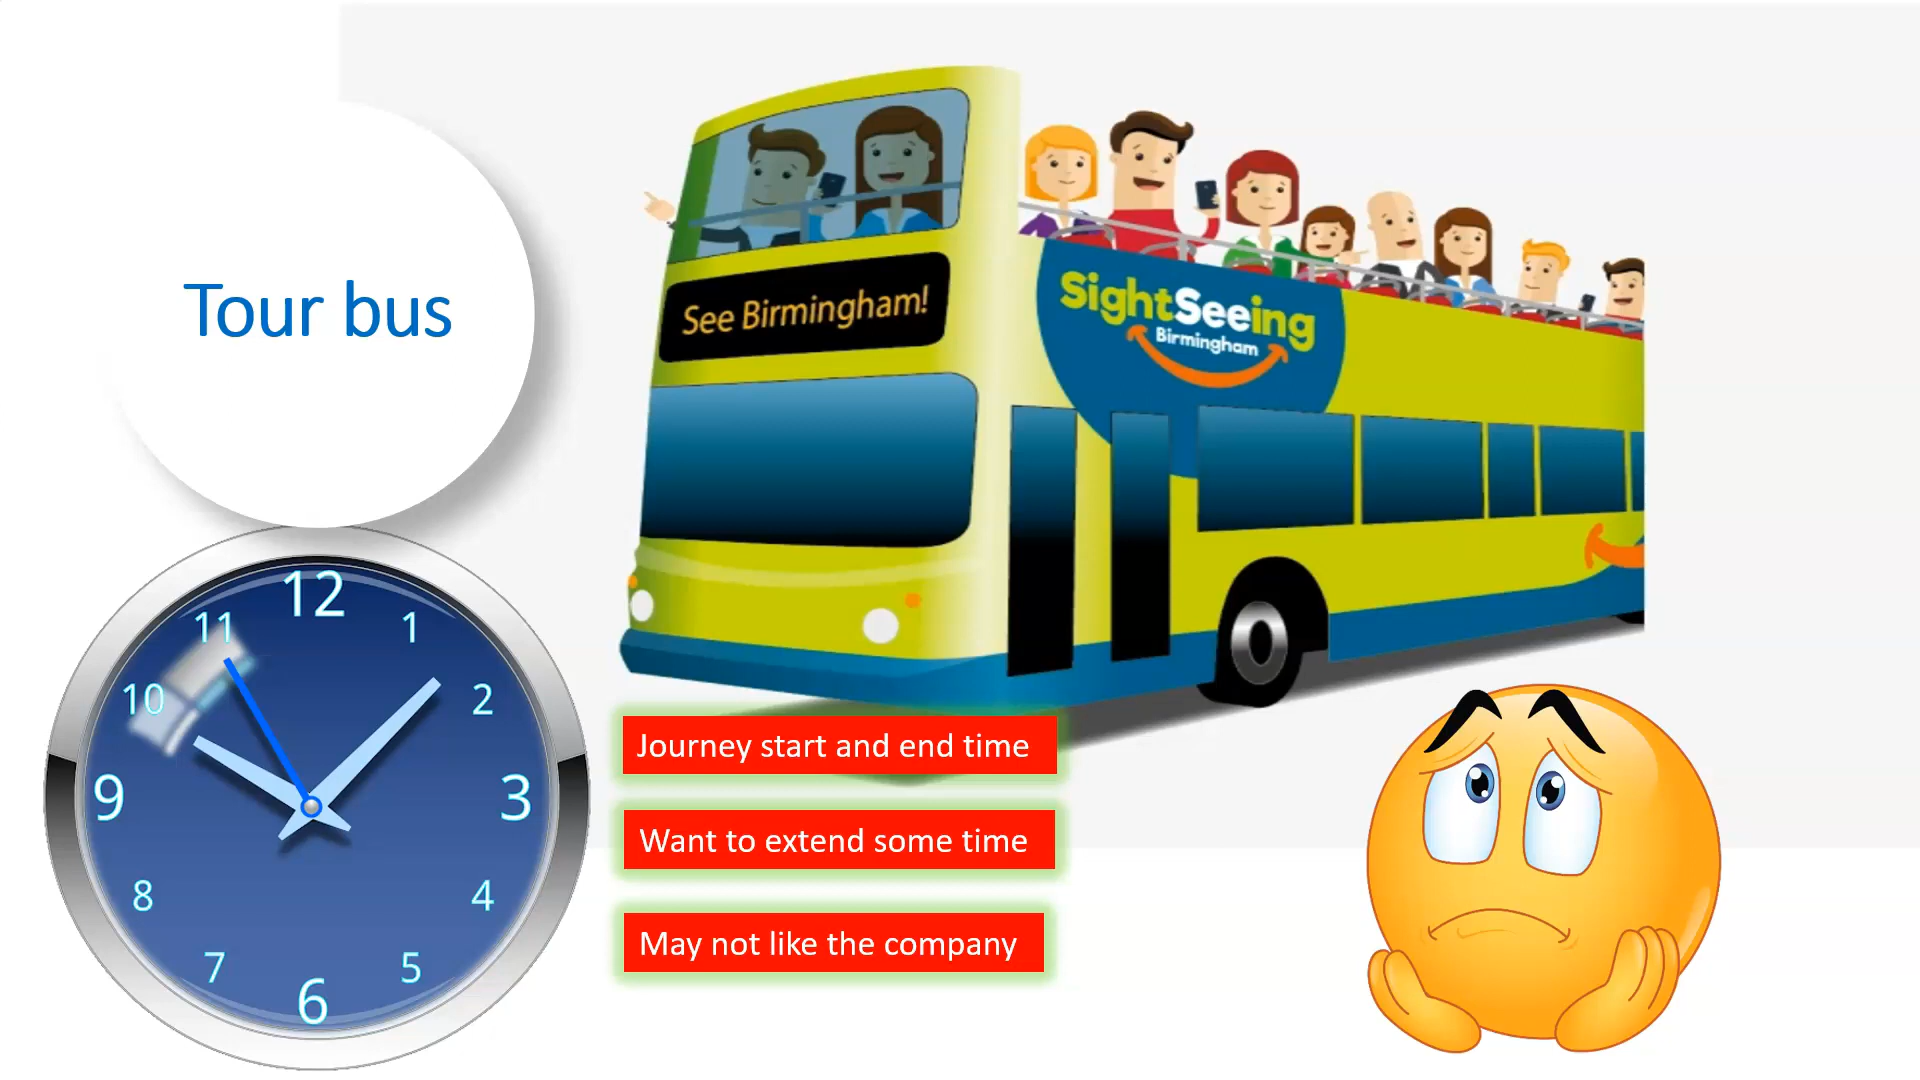 Tour bus
See Birmingham!
SightSeeing
Birmingham
12
1
2
3
4
5
6
7
8
9
10
11
Journey start and end time
Want to extend some time
May not like the company